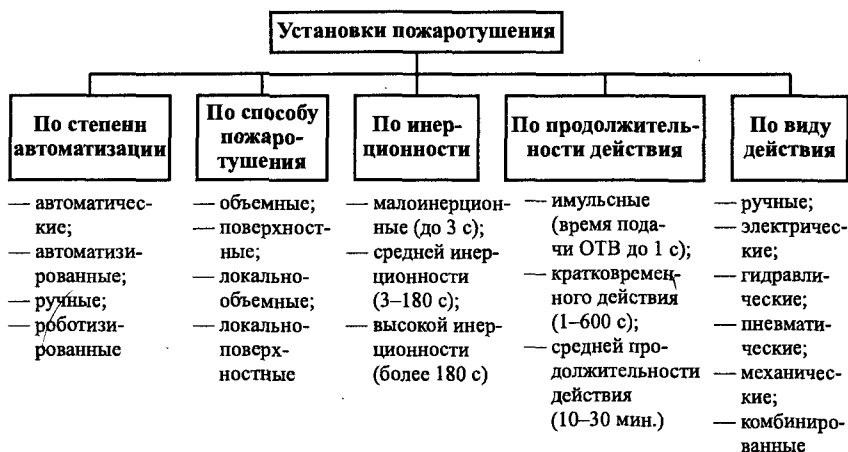 Установки пожаротушения
По степенн
автоматизации
— автоматичес-
кие;
— автоматизи-
рованные;
— ручные;
— роботизи-
рованные
По способу
пожаро-
тушения
— объемные;
— поверхност-
ные;
— локально-
объемные;
— локально-
поверх-
ностные
По инер-
ционности
— малоинерцион-
ные (до 3 с);
— средней инер-
ционности
(3–180 с);
— высокой инер-
ционности
(более 180 с)
По продолжитель-
ности действия
— имульсные
(время пода-
чи ОТВ до 1 с);
— кратковремен-
ного действия
(1–600 с);
— средней про-
должительности
действия
(10–30 мин.)
По виду
действия
— ручные;
— электричес-
кие;
— гидравли-
ческие;
— пневмати-
ческие;
— механичес-
кие;
— комбиниро-
ванные